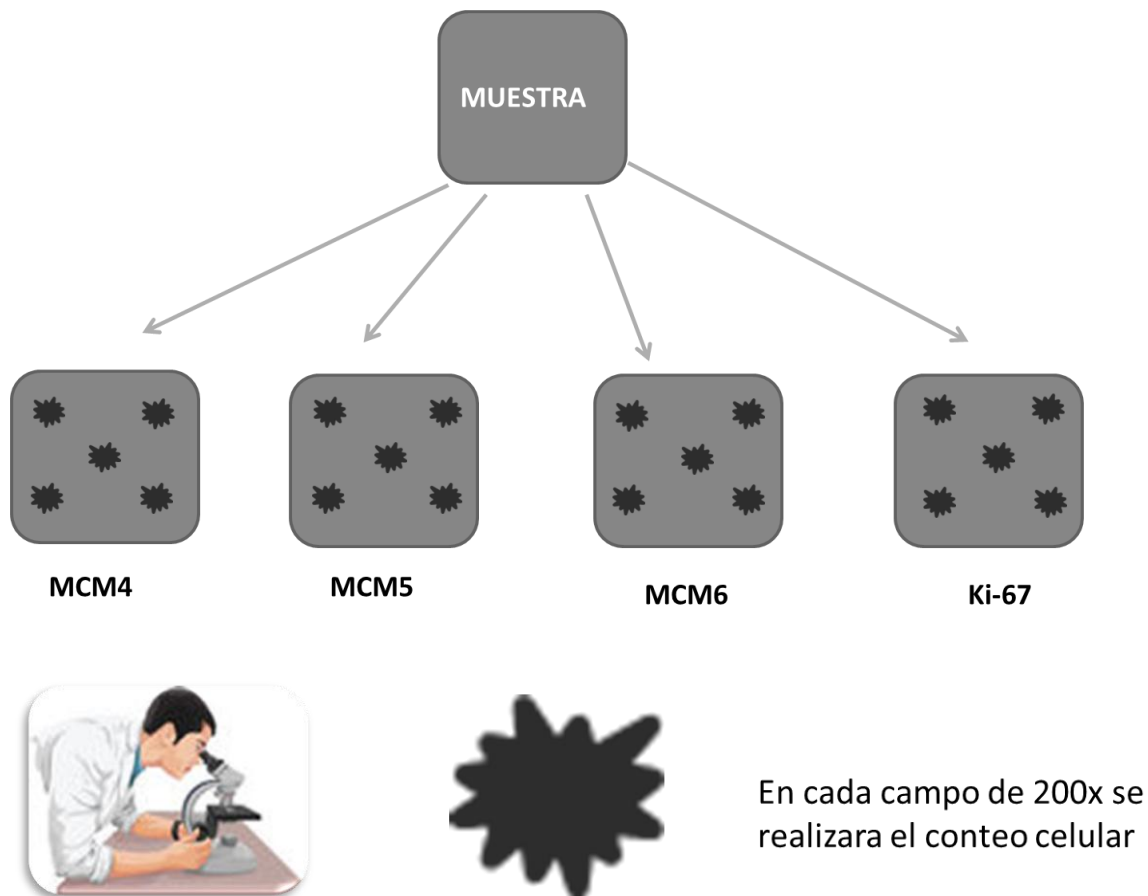 MUESTRA
MCM4
MCM5
MCM6
Ki-67
En cada campo de 200x se
realizara el conteo celular